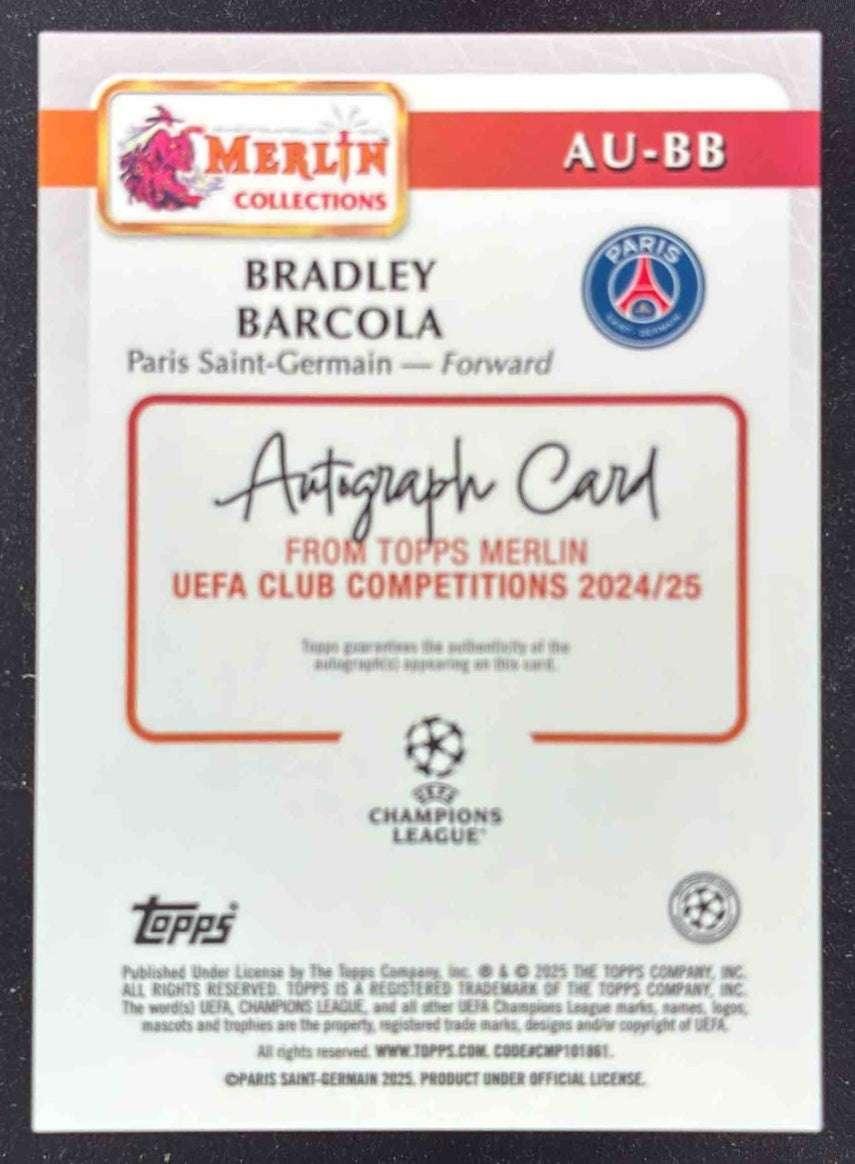 MERLIN
COLLECTIONS
AU-BB
PARIS
SAINT-GERMAIN
BRADLEY
BARCOLA
Paris Saint-Germain — Forward
Autograph Card
FROM TOPPS MERLIN
UEFA CLUB COMPETITIONS 2024/25
Topps guarantees the authenticity of the
autograph(s) appearing on this card.
UEFA
CHAMPIONS
LEAGUE®
Topps®
Published Under License by The Topps Company, Inc. ® & © 2025 THE TOPPS COMPANY, INC.
ALL RIGHTS RESERVED. TOPPS IS A REGISTERED TRADEMARK OF THE TOPPS COMPANY, INC.
The word(s) UEFA, CHAMPIONS LEAGUE, and all other UEFA Champions League marks, names, logos,
mascots and trophies are the property, registered trade marks, designs and/or copyright of UEFA.
All rights reserved. WWW.TOPPS.COM. CODE#CMP101861.
©PARIS SAINT-GERMAIN 2025. PRODUCT UNDER OFFICIAL LICENSE.